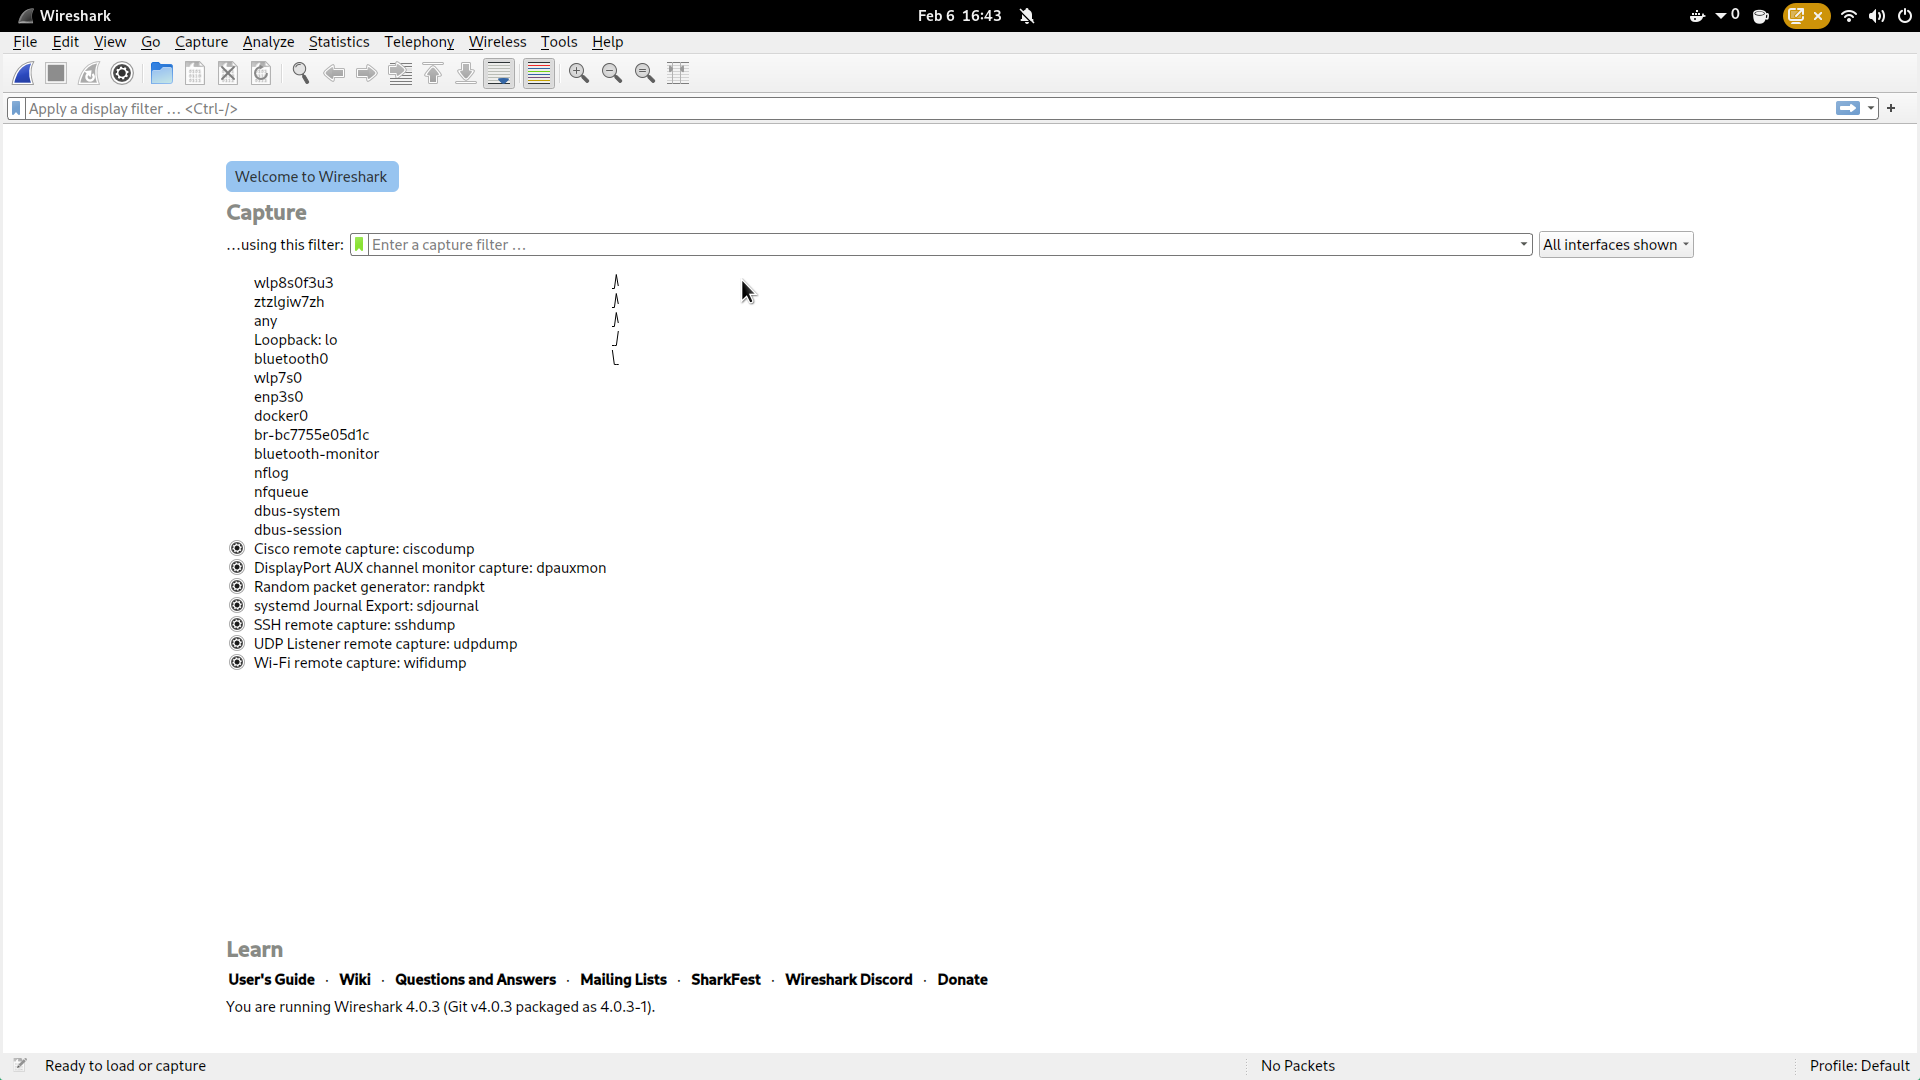 Wireshark
Feb 6 16:43
0
File Edit View Go Capture Analyze Statistics Telephony Wireless Tools Help
Apply a display filter … <Ctrl-/>
+
Welcome to Wireshark
Capture
…using this filter: Enter a capture filter … All interfaces shown
wlp8s0f3u3
ztzlgiw7zh
any
Loopback: lo
bluetooth0
wlp7s0
enp3s0
docker0
br-bc7755e05d1c
bluetooth-monitor
nflog
nfqueue
dbus-system
dbus-session
Cisco remote capture: ciscodump
DisplayPort AUX channel monitor capture: dpauxmon
Random packet generator: randpkt
systemd Journal Export: sdjournal
SSH remote capture: sshdump
UDP Listener remote capture: udpdump
Wi-Fi remote capture: wifidump
Learn
User's Guide · Wiki · Questions and Answers · Mailing Lists · SharkFest · Wireshark Discord · Donate
You are running Wireshark 4.0.3 (Git v4.0.3 packaged as 4.0.3-1).
Ready to load or capture
No Packets
Profile: Default